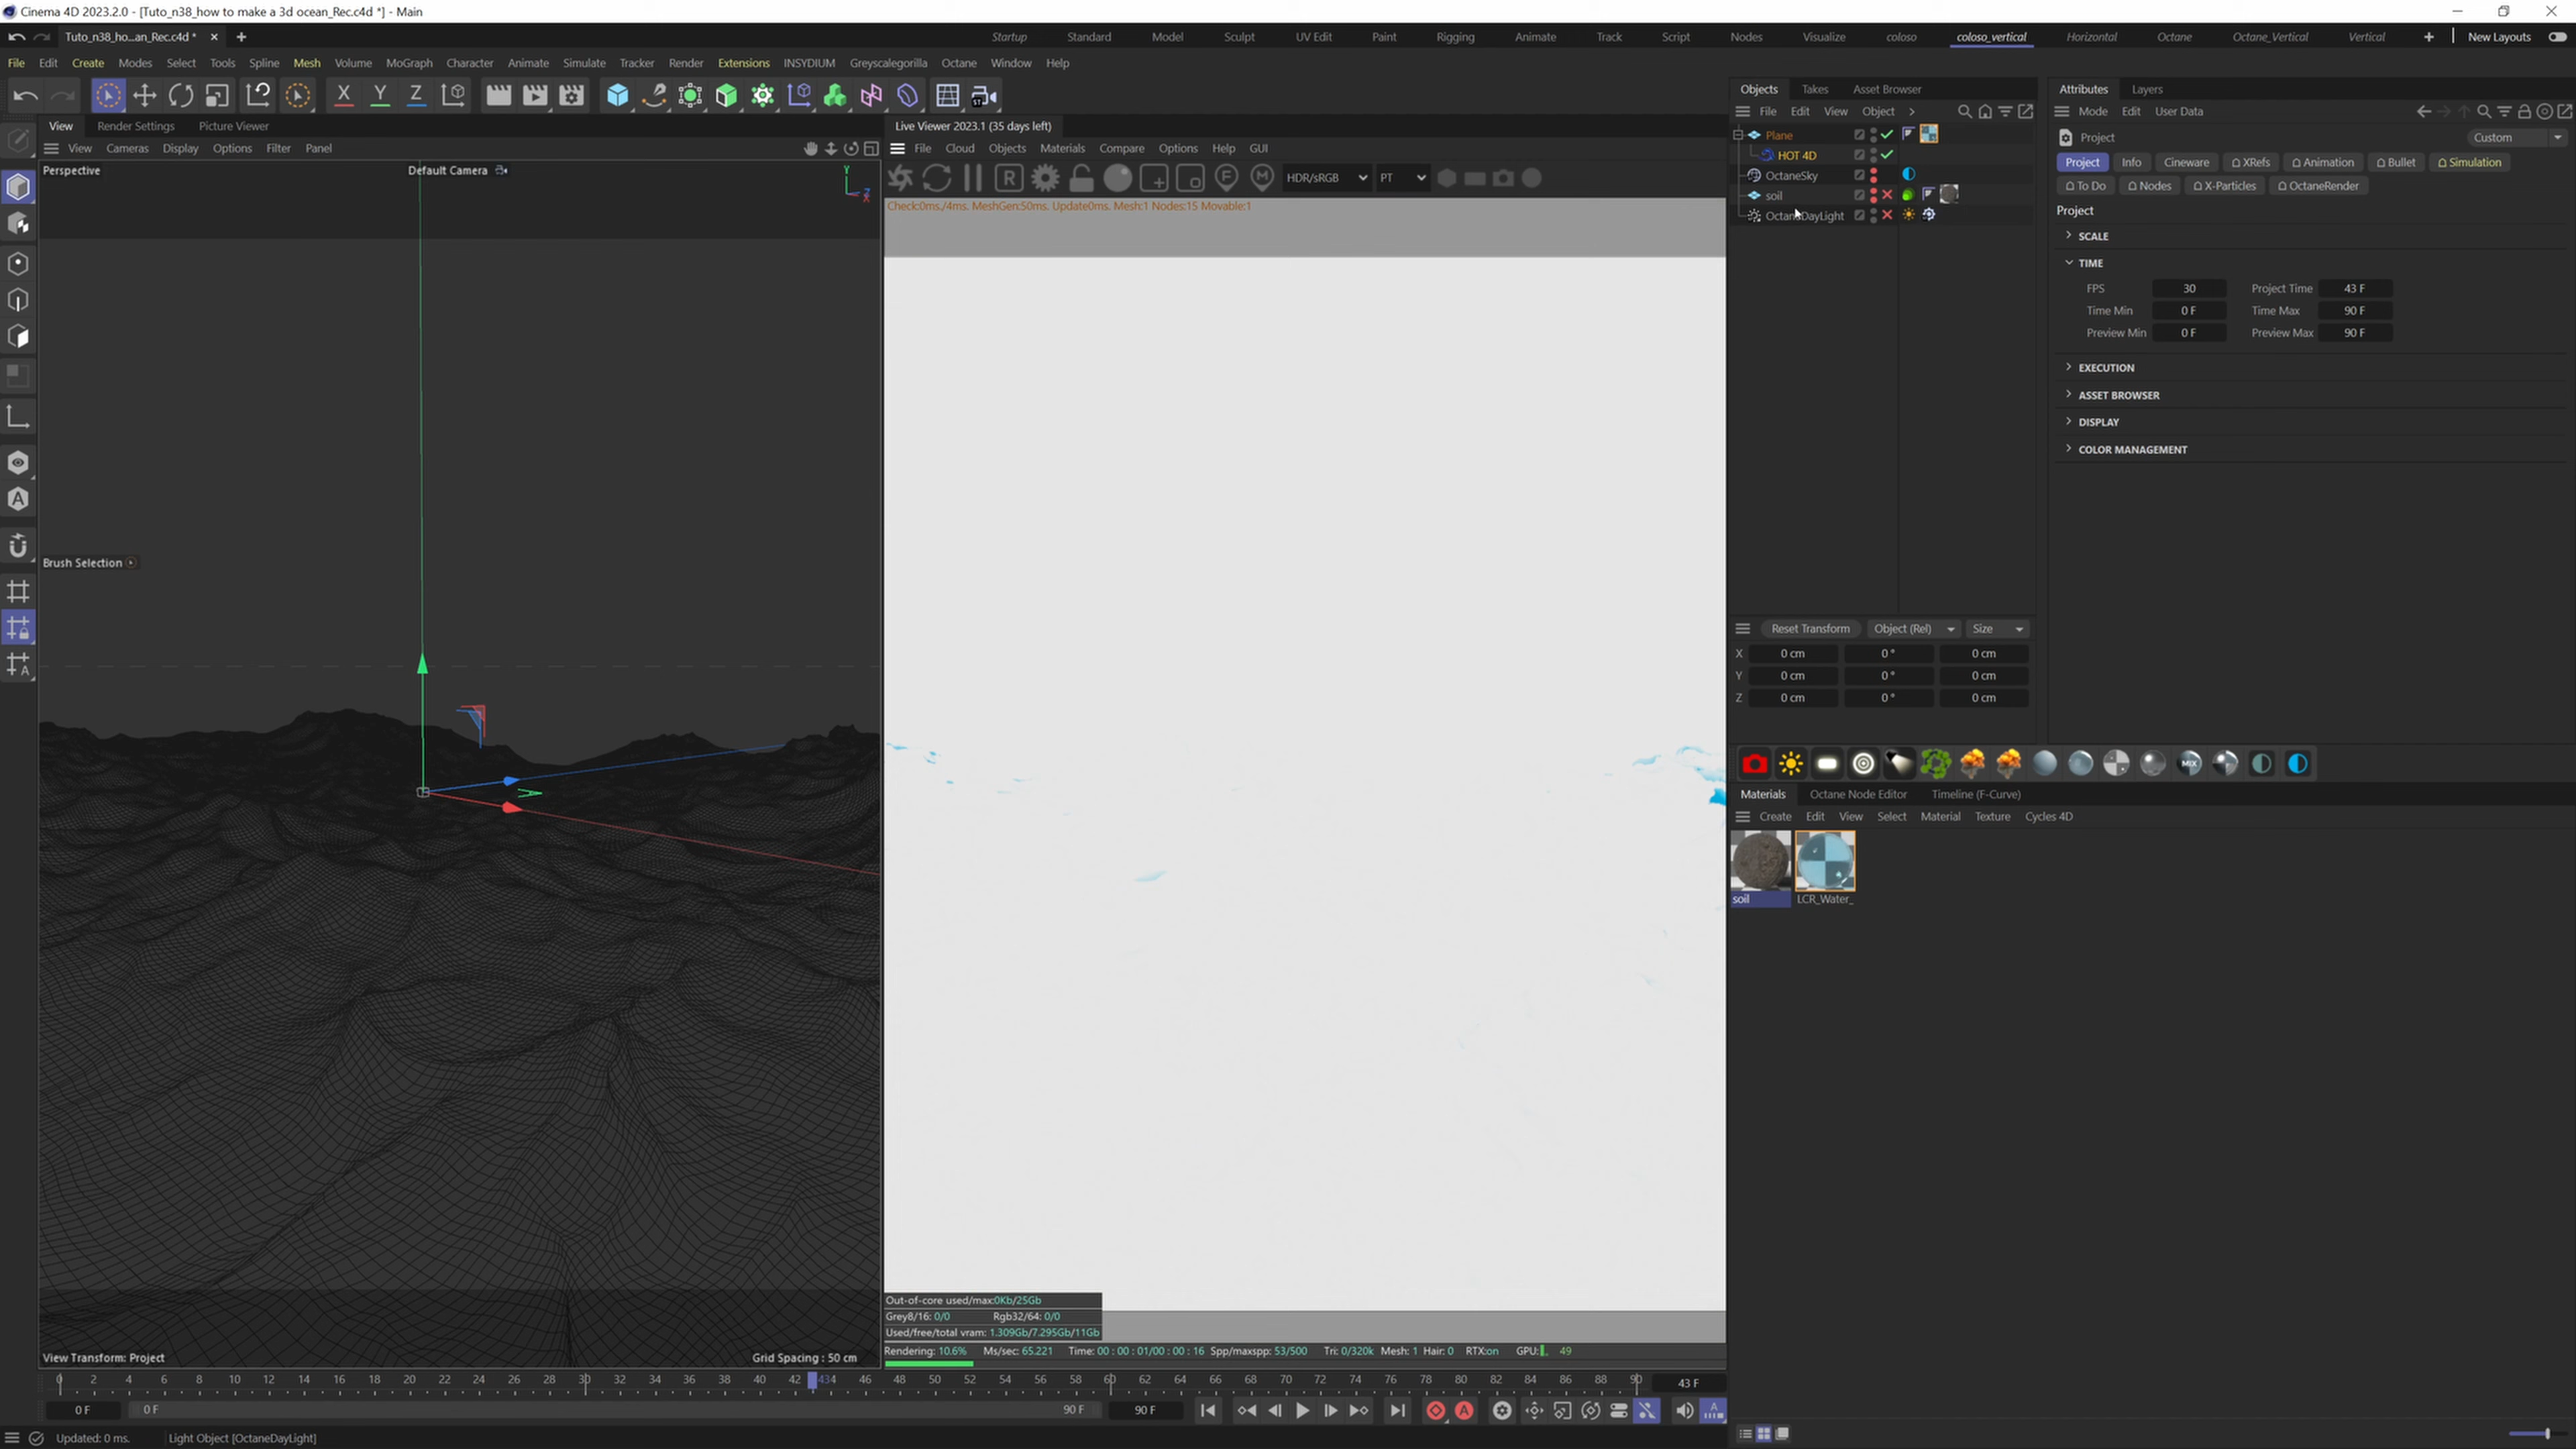 Cinema 4D 2023.2.0 - [Tuto_n38_how to make a 3d ocean_Rec.c4d *] - Main
Tuto_n38_ho...an_Rec.c4d *
Startup Standard Model Sculpt UV Edit Paint Rigging Animate Track Script Nodes Visualize coloso coloso_vertical Horizontal Octane Octane_Vertical Vertical New Layouts
File Edit Create Modes Select Tools Spline Mesh Volume MoGraph Character Animate Simulate Tracker Render Extensions INSYDIUM Greyscalegorilla Octane Window Help
X Y Z
View Render Settings Picture Viewer
View Cameras Display Options Filter Panel
Perspective
Default Camera
Y
Z
X
Brush Selection
View Transform: Project
Grid Spacing : 50 cm
Live Viewer 2023.1 (35 days left)
File Cloud Objects Materials Compare Options Help GUI
HDR/sRGB PT
Check:0ms./4ms. MeshGen:50ms. Update0ms. Mesh:1 Nodes:15 Movable:1
Out-of-core used/max:0Kb/25Gb
Grey8/16: 0/0 Rgb32/64: 0/0
Used/free/total vram: 1.309Gb/7.295Gb/11Gb
Rendering: 10.6% Ms/sec: 65.221 Time: 00 : 00 : 01/00 : 00 : 16 Spp/maxspp: 53/500 Tri: 0/320k Mesh: 1 Hair: 0 RTX:on GPU: 49
Objects Takes Asset Browser
File Edit View Object
Plane
HOT 4D
OctaneSky
soil
OctaneDayLight
Reset Transform Object (Rel) Size
X 0 cm 0 ° 0 cm
Y 0 cm 0 ° 0 cm
Z 0 cm 0 ° 0 cm
Attributes Layers
Mode Edit User Data
Project Custom
Project Info Cineware XRefs Animation Bullet Simulation
To Do Nodes X-Particles OctaneRender
Project
SCALE
TIME
FPS 30 Project Time 43 F
Time Min 0 F Time Max 90 F
Preview Min 0 F Preview Max 90 F
EXECUTION
ASSET BROWSER
DISPLAY
COLOR MANAGEMENT
MIX
Materials Octane Node Editor Timeline (F-Curve)
Create Edit View Select Material Texture Cycles 4D
soil LCR_Water_
0 2 4 6 8 10 12 14 16 18 20 22 24 26 28 30 32 34 36 38 40 42 434 46 48 50 52 54 56 58 60 62 64 66 68 70 72 74 76 78 80 82 84 86 88 90 43 F
0 F 0 F 90 F 90 F
Updated: 0 ms. Light Object [OctaneDayLight]